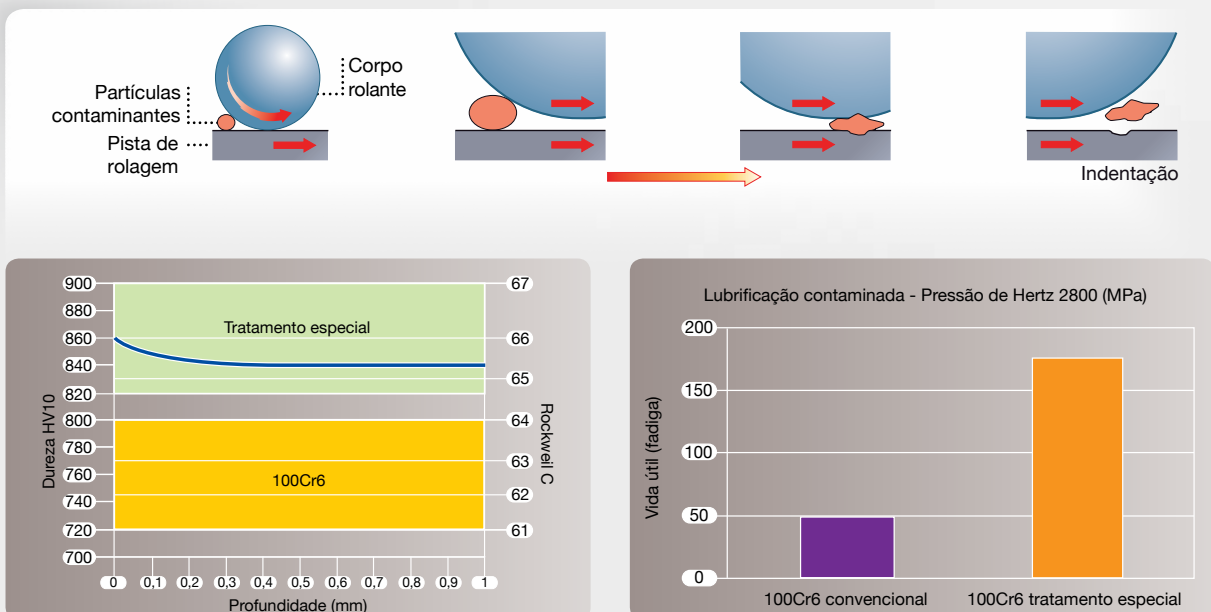 Partículas
contaminantes
Pista de
rolagem
Corpo
rolante
Indentação
900
880
860
840
820
800
780
760
740
720
700
Dureza HV10
Tratamento especial
100Cr6
67
66
65
64
63
62
61
Rockweil C
0
0,1
0,2
0,3
0,4
0,5
0,6
0,7
0,8
0,9
1
Profundidade (mm)
Lubrificação contaminada - Pressão de Hertz 2800 (MPa)
200
150
100
50
0
Vida útil (fadiga)
100Cr6 convencional
100Cr6 tratamento especial